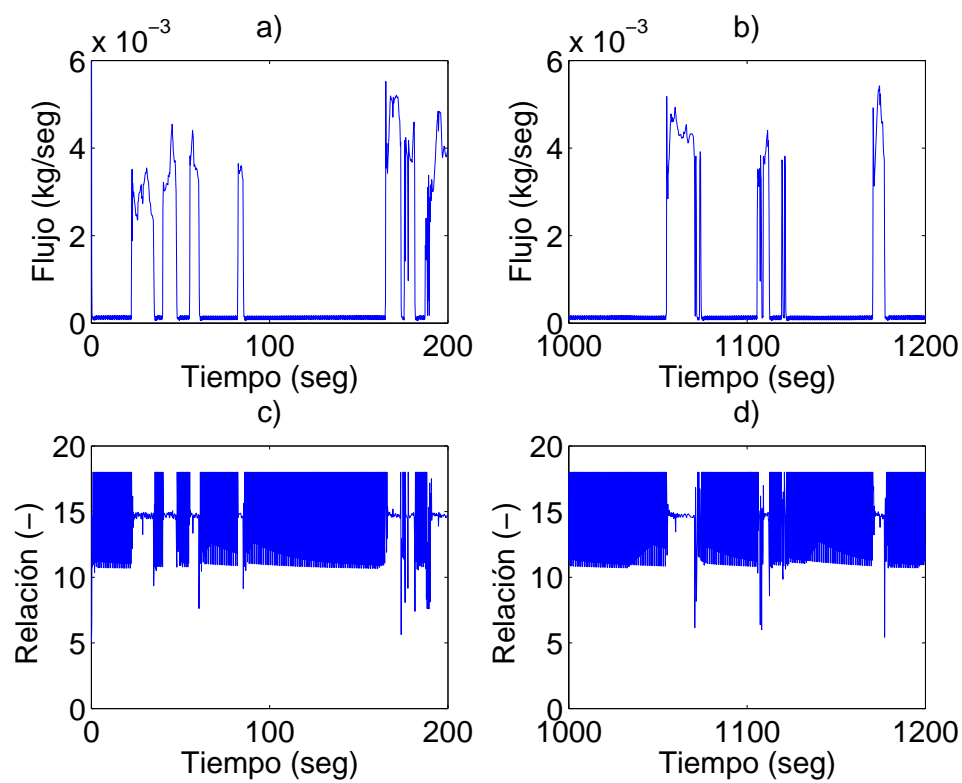 a)
x 10⁻³
6
4
2
0
Flujo (kg/seg)
0
100
200
Tiempo (seg)
b)
x 10⁻³
6
4
2
0
Flujo (kg/seg)
1000
1100
1200
Tiempo (seg)
c)
20
15
10
5
0
Relación (−)
0
100
200
Tiempo (seg)
d)
20
15
10
5
0
Relación (−)
1000
1100
1200
Tiempo (seg)